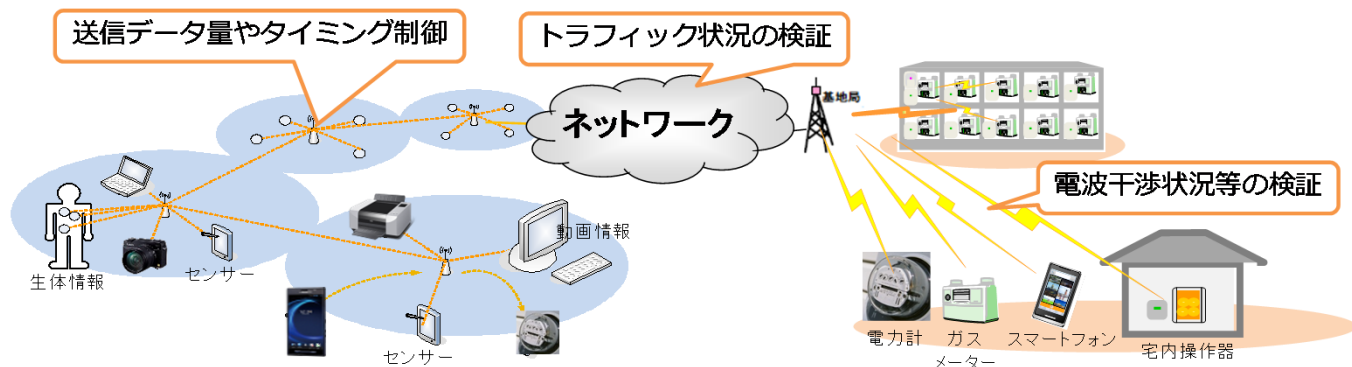 送信データ量やタイミング制御
トラフィック状況の検証
基地局
ネットワーク
電波干渉状況等の検証
動画情報
生体情報
センサー
センサー
電力計
ガス
メーター
スマートフォン
宅内操作器